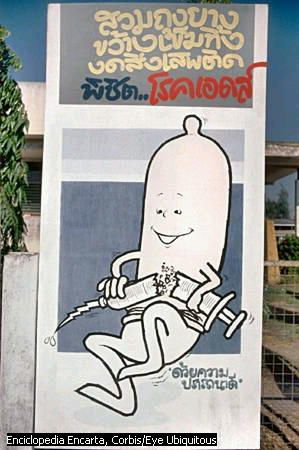 สวมถุงยาง
ขว้างเข็มทิ้ง
งดสิ่งเสพติด
พิชิต..โรคเอดส์
"ด้วยความ
ปรารถนาดี"
Enciclopedia Encarta, Corbis/Eye Ubiquitous